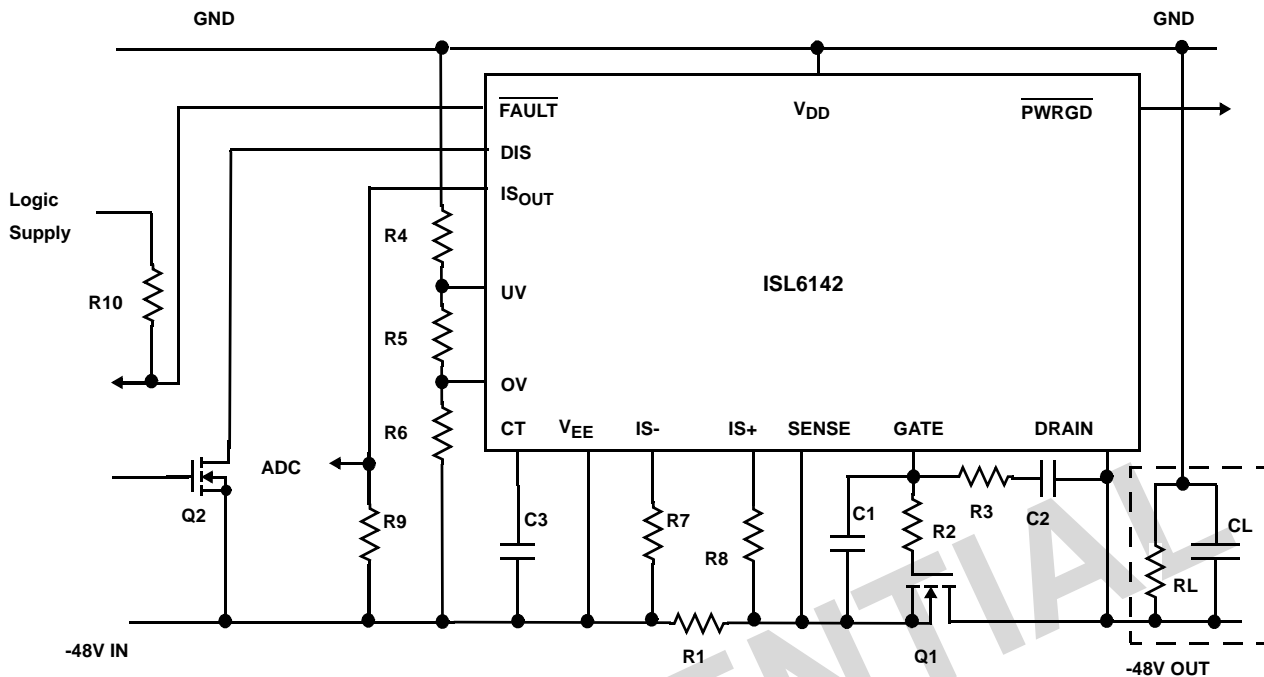 GND
GND
FAULT
VDD
PWRGD
DIS
ISOUT
Logic
Supply
R4
R10
UV
ISL6142
R5
OV
R6
CT
VEE
IS-
IS+
SENSE
GATE
DRAIN
ADC
Q2
R9
C3
R7
R8
C1
R2
R3
C2
CL
RL
-48V IN
R1
Q1
-48V OUT
ENTIAL